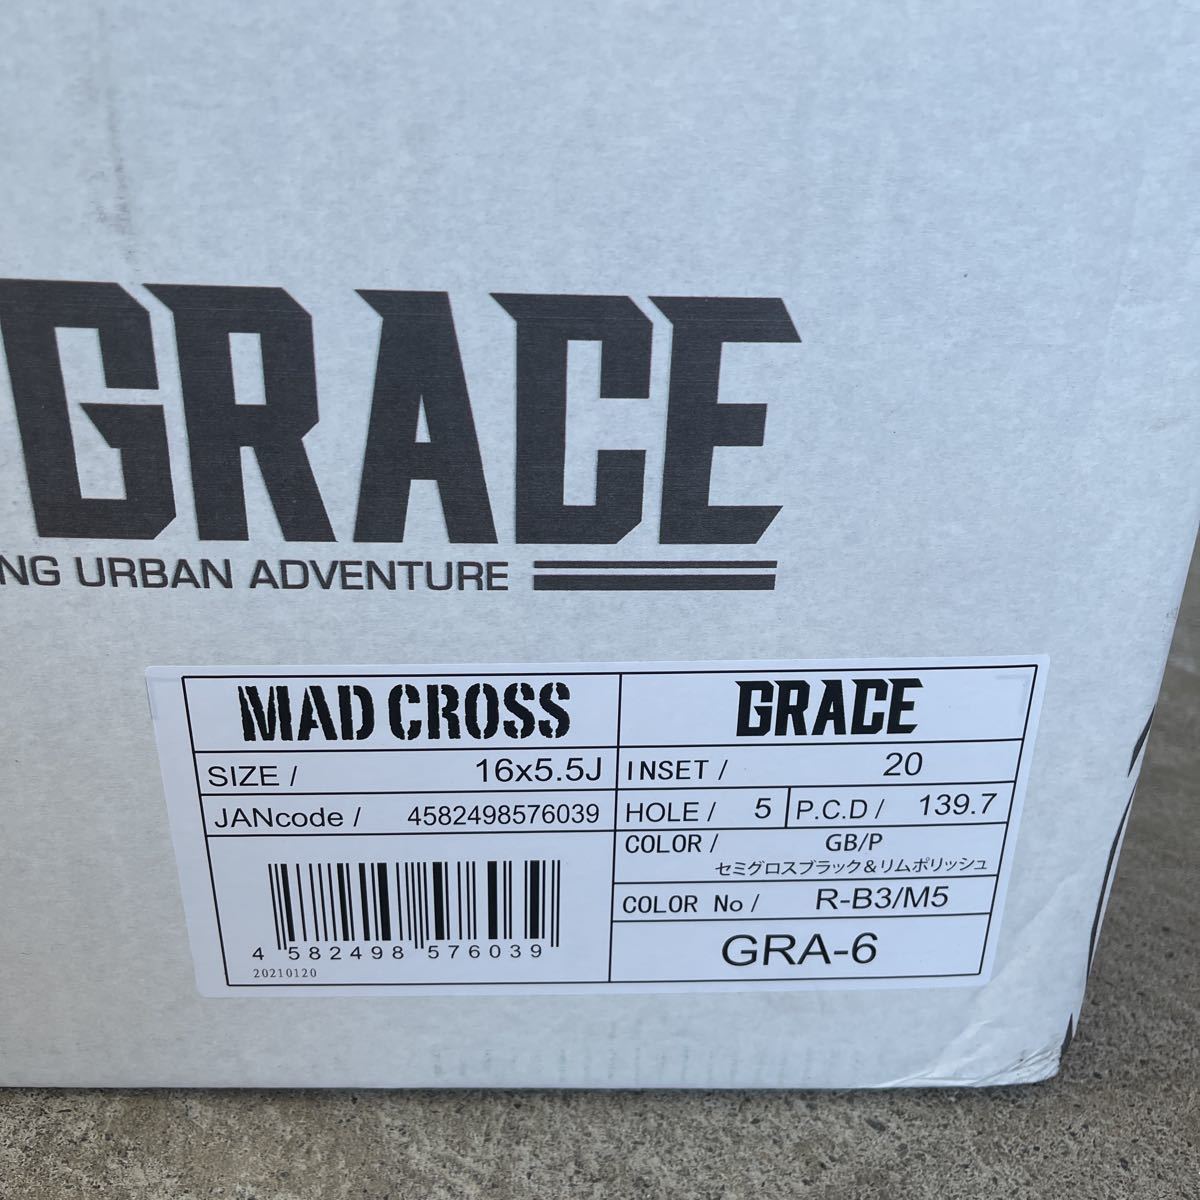 GRACE
NG URBAN ADVENTURE
MAD CROSS
GRACE
SIZE / 16x5.5J
INSET / 20
JANcode / 4582498576039
HOLE / 5
P.C.D / 139.7
COLOR / GB/P
セミグロスブラック&リムポリッシュ
COLOR No / R-B3/M5
GRA-6
4 582498 576039
20210120